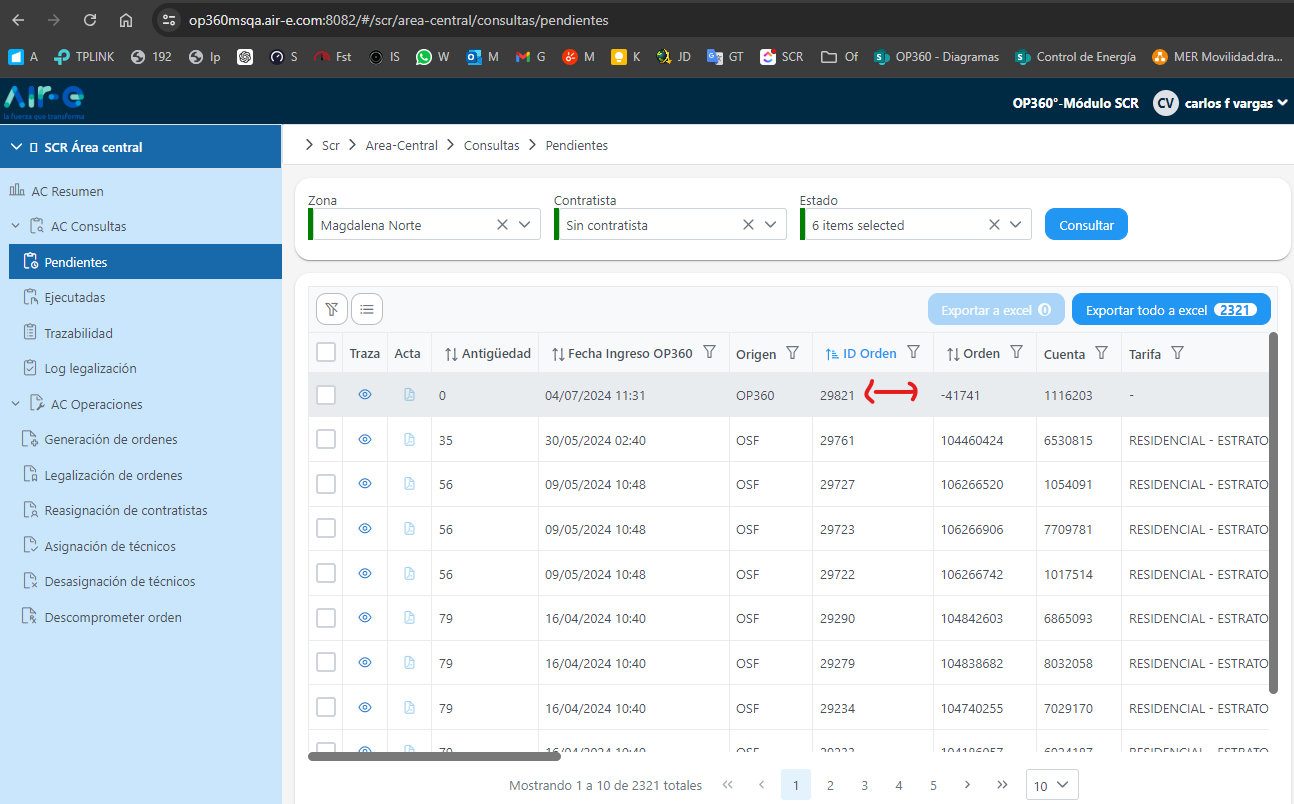 op360msqa.air-e.com:8082/#/scr/area-central/consultas/pendientes
A TPLINK 192 Ip S Fst IS W M G M K JD GT SCR Of OP360 - Diagramas Control de Energía MER Movilidad.dra...
AIR-E
la fuerza que transforma
OP360°-Módulo SCR CV carlos f vargas
SCR Área central
AC Resumen
AC Consultas
Pendientes
Ejecutadas
Trazabilidad
Log legalización
AC Operaciones
Generación de ordenes
Legalización de ordenes
Reasignación de contratistas
Asignación de técnicos
Desasignación de técnicos
Descomprometer orden
Scr Area-Central Consultas Pendientes
Zona Contratista Estado
Magdalena Norte Sin contratista 6 items selected Consultar
Exportar a excel 0 Exportar todo a excel 2321
Traza Acta Antigüedad Fecha Ingreso OP360 Origen ID Orden Orden Cuenta Tarifa
0 04/07/2024 11:31 OP360 29821 -41741 1116203 -
35 30/05/2024 02:40 OSF 29761 104460424 6530815 RESIDENCIAL - ESTRATO
56 09/05/2024 10:48 OSF 29727 106266520 1054091 RESIDENCIAL - ESTRATO
56 09/05/2024 10:48 OSF 29723 106266906 7709781 RESIDENCIAL - ESTRATO
56 09/05/2024 10:48 OSF 29722 106266742 1017514 RESIDENCIAL - ESTRATO
79 16/04/2024 10:40 OSF 29290 104842603 6865093 RESIDENCIAL - ESTRATO
79 16/04/2024 10:40 OSF 29279 104838682 8032058 RESIDENCIAL - ESTRATO
79 16/04/2024 10:40 OSF 29234 104740255 7029170 RESIDENCIAL - ESTRATO
79 16/04/2024 10:40 OSF RESIDENCIAL - ESTRATO
Mostrando 1 a 10 de 2321 totales 1 2 3 4 5 10